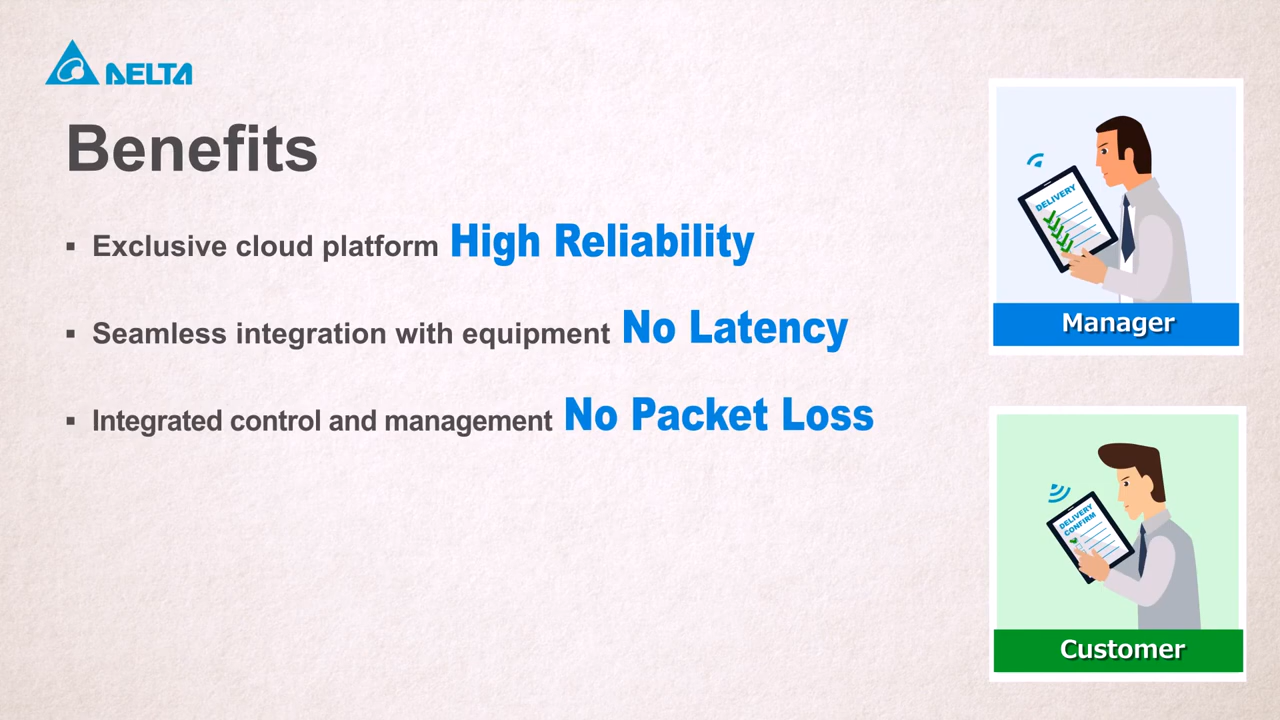 DELTA
Benefits
▪ Exclusive cloud platform High Reliability
▪ Seamless integration with equipment No Latency
▪ Integrated control and management No Packet Loss
DELIVERY
Manager
DELIVERY
CONFIRM
Customer